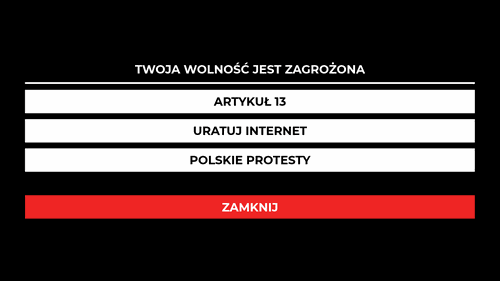 TWOJA WOLNOŚĆ JEST ZAGROŻONA
ARTYKUŁ 13
URATUJ INTERNET
POLSKIE PROTESTY
ZAMKNIJ